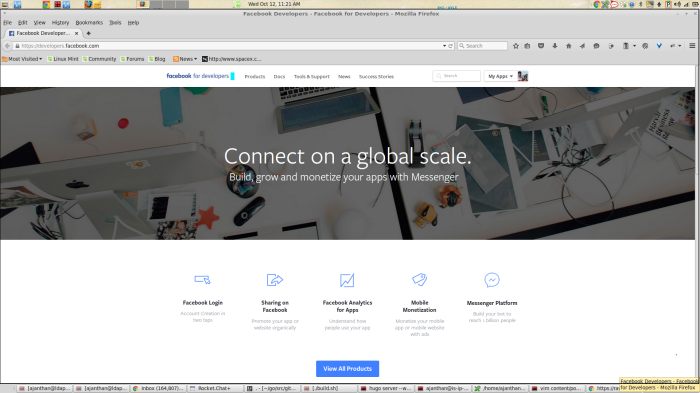 Wed Oct 12, 11:21 AM
Facebook Developers - Facebook for Developers - Mozilla Firefox
File Edit View History Bookmarks Tools Help
Facebook Developer... ×
https://developers.facebook.com
Search
Most Visited Linux Mint Community Forums Blog News http://www.spacex.c...
facebook for developers Products Docs Tools & Support News Success Stories Search My Apps
Connect on a global scale.
Build, grow and monetize your apps with Messenger
Facebook Login
Account Creation in
two taps
Sharing on
Facebook
Promote your app or
website organically
Facebook Analytics
for Apps
Understand how
people use your app
Mobile
Monetization
Monetize your mobile
app or mobile website
with ads
Messenger Platform
Build your bot to
reach 1 billion people
View All Products
Facebook Developers - Facebook
for Developers - Mozilla Firefox
[ajanthan@ldap... [ajanthan@ldap... Inbox (164,807)... Rocket.Chat+ . - [~/go/src/git... [./build.sh] hugo server --w... ajanthan@is-ip-... /home/ajanthan... vim content/po... https://ra